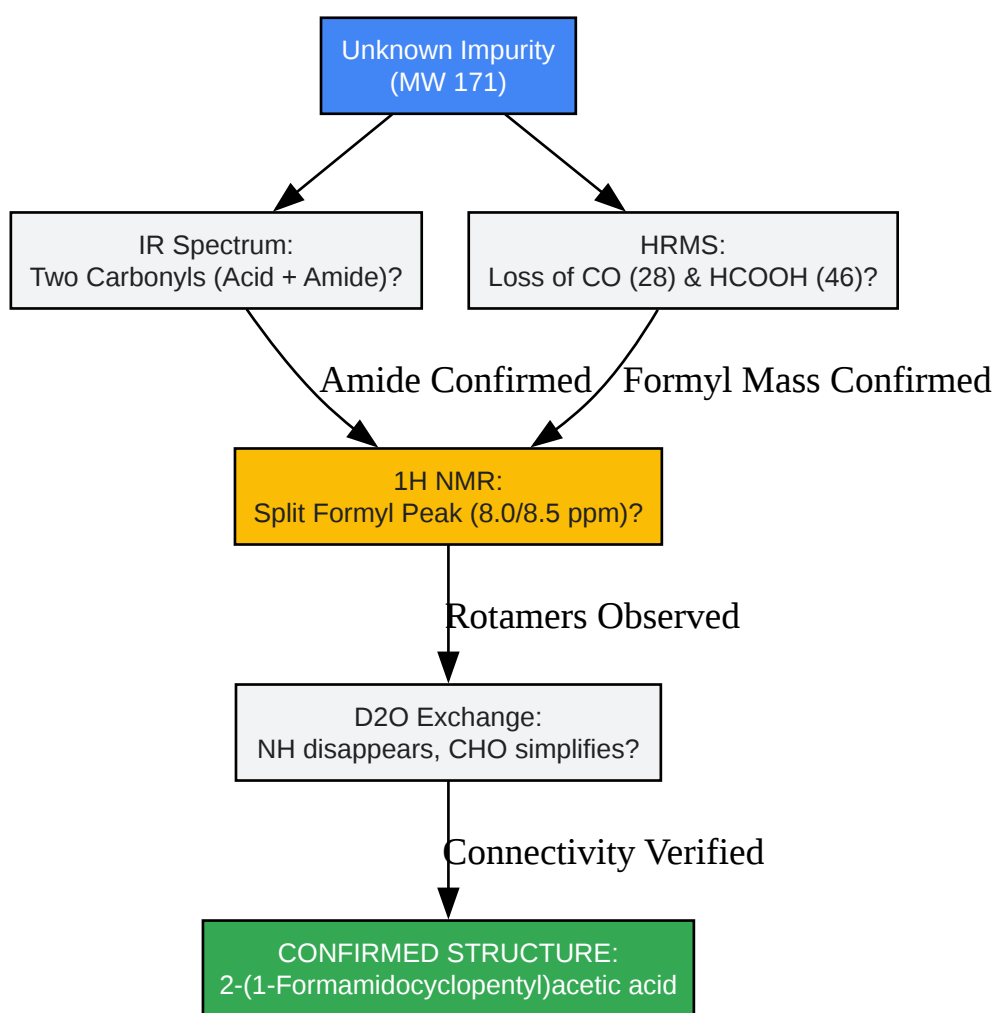 Unknown Impurity
(MW 171)
IR Spectrum:
Two Carbonyls (Acid + Amide)?
HRMS:
Loss of CO (28) & HCOOH (46)?
Amide Confirmed
Formyl Mass Confirmed
1H NMR:
Split Formyl Peak (8.0/8.5 ppm)?
Rotamers Observed
D2O Exchange:
NH disappears, CHO simplifies?
Connectivity Verified
CONFIRMED STRUCTURE:
2-(1-Formamidocyclopentyl)acetic acid